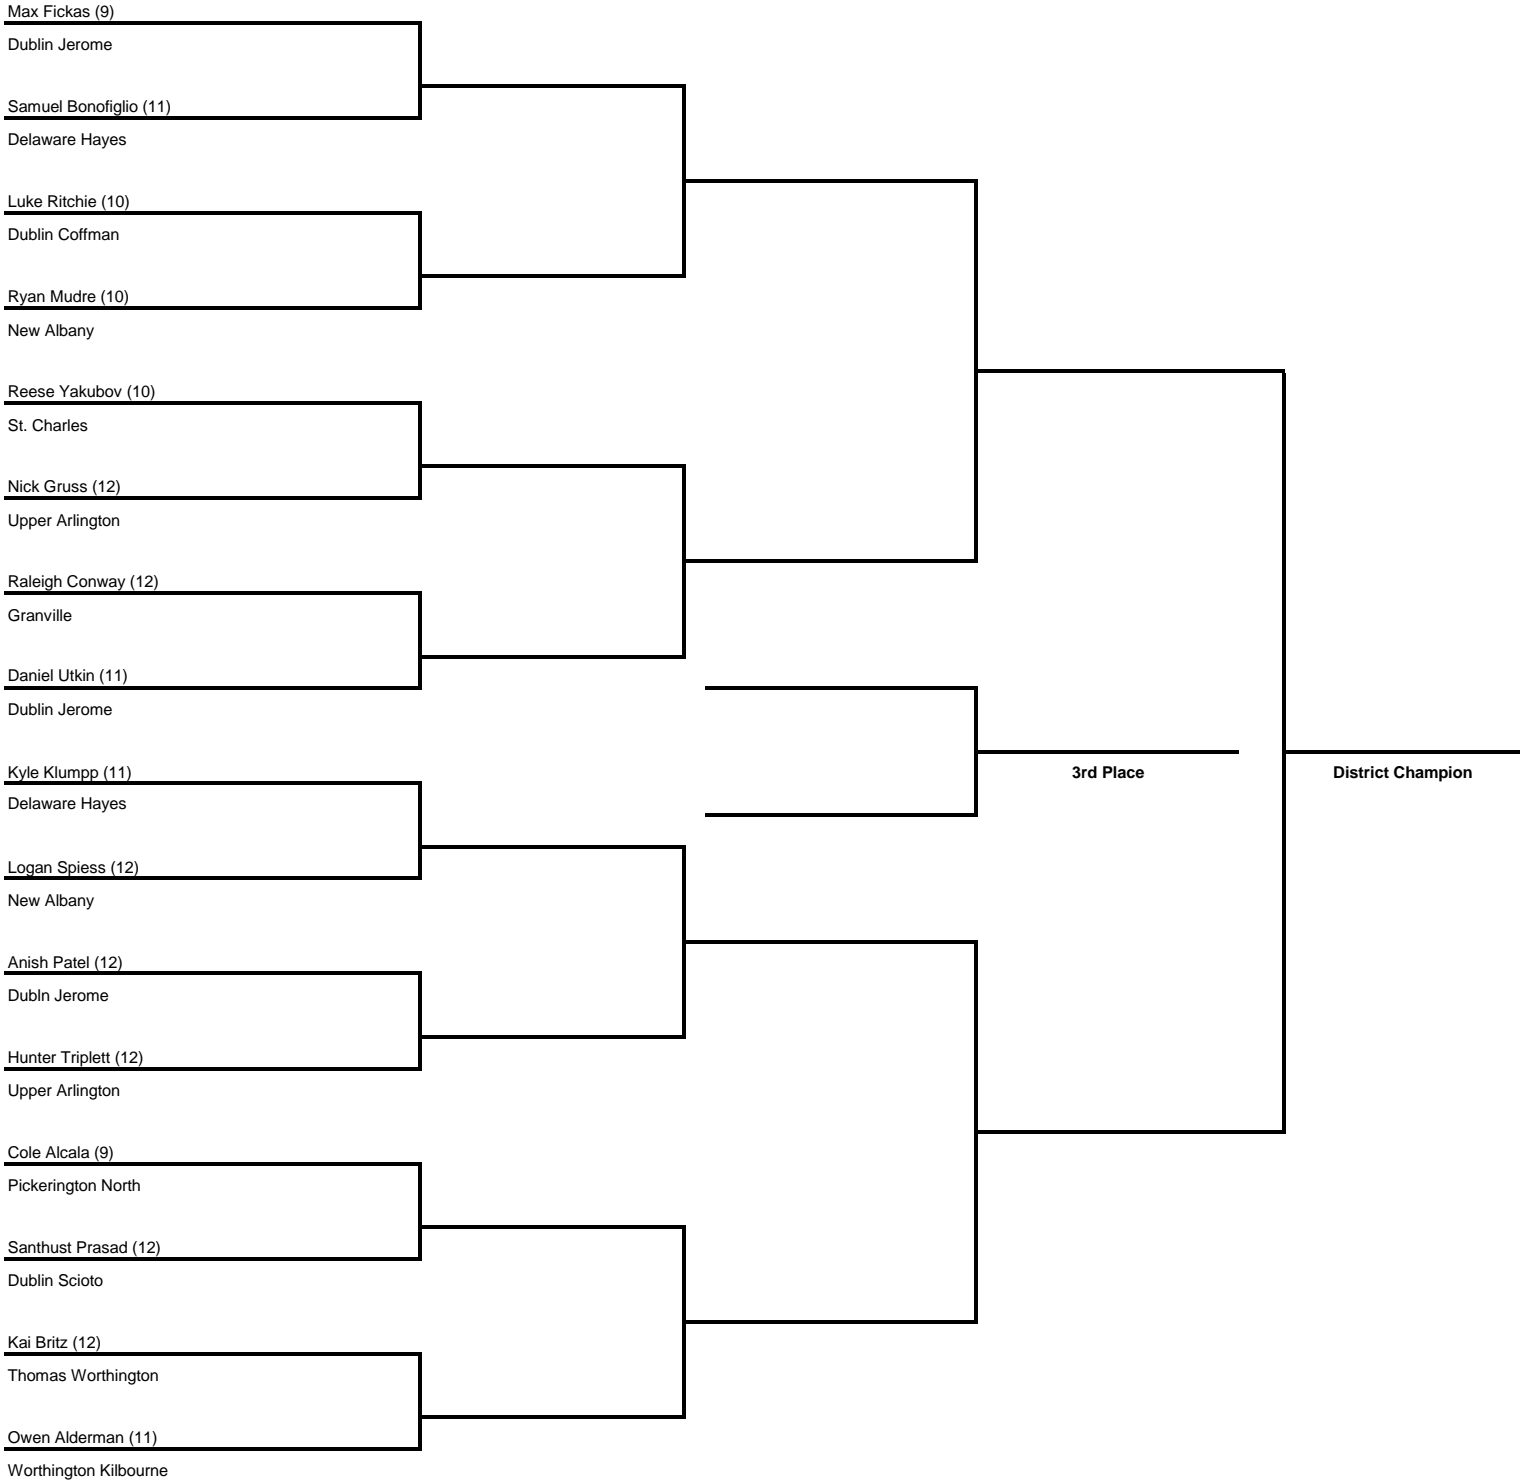 Max Fickas (9)
Dublin Jerome
Samuel Bonofiglio (11)
Delaware Hayes
Luke Ritchie (10)
Dublin Coffman
Ryan Mudre (10)
New Albany
Reese Yakubov (10)
St. Charles
Nick Gruss (12)
Upper Arlington
Raleigh Conway (12)
Granville
Daniel Utkin (11)
Dublin Jerome
Kyle Klumpp (11)
3rd Place
District Champion
Delaware Hayes
Logan Spiess (12)
New Albany
Anish Patel (12)
Dubln Jerome
Hunter Triplett (12)
Upper Arlington
Cole Alcala (9)
Pickerington North
Santhust Prasad (12)
Dublin Scioto
Kai Britz (12)
Thomas Worthington
Owen Alderman (11)
Worthington Kilbourne